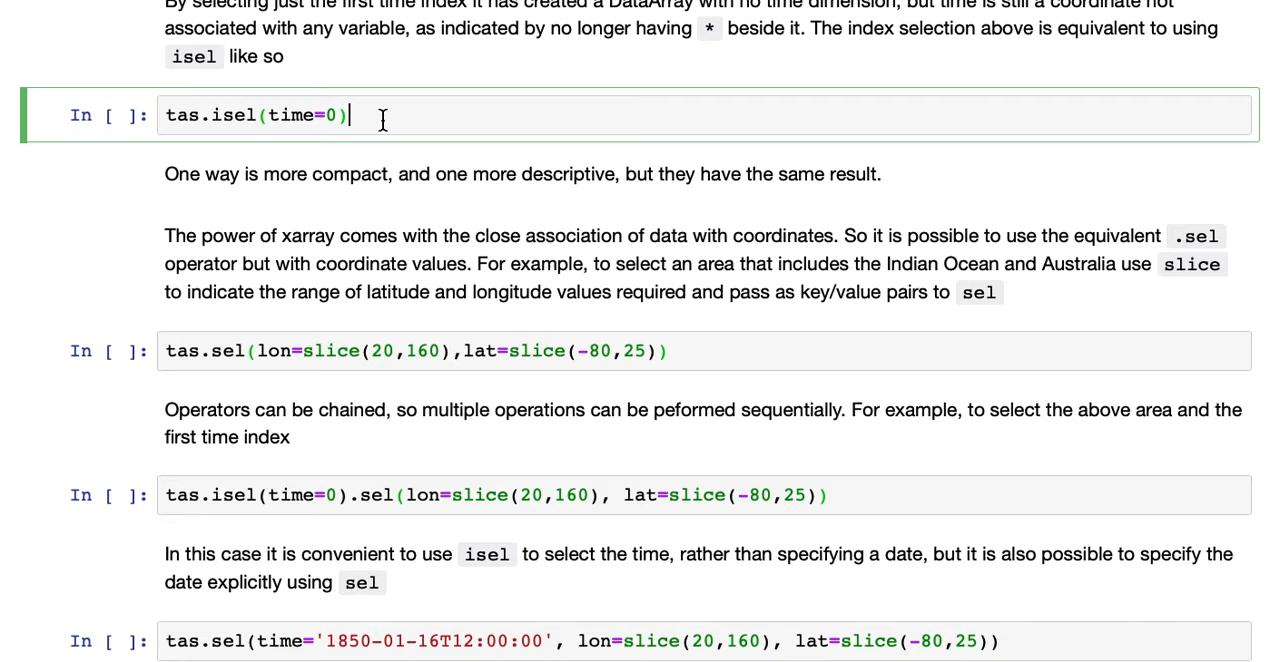 By selecting just the first time index it has created a DataArray with no time dimension, but time is still a coordinate not
associated with any variable, as indicated by no longer having * beside it. The index selection above is equivalent to using
isel like so
In [ ]: tas.isel(time=0)
One way is more compact, and one more descriptive, but they have the same result.
The power of xarray comes with the close association of data with coordinates. So it is possible to use the equivalent .sel
operator but with coordinate values. For example, to select an area that includes the Indian Ocean and Australia use slice
to indicate the range of latitude and longitude values required and pass as key/value pairs to sel
In [ ]: tas.sel(lon=slice(20,160),lat=slice(-80,25))
Operators can be chained, so multiple operations can be peformed sequentially. For example, to select the above area and the
first time index
In [ ]: tas.isel(time=0).sel(lon=slice(20,160), lat=slice(-80,25))
In this case it is convenient to use isel to select the time, rather than specifying a date, but it is also possible to specify the
date explicitly using sel
In [ ]: tas.sel(time='1850-01-16T12:00:00', lon=slice(20,160), lat=slice(-80,25))